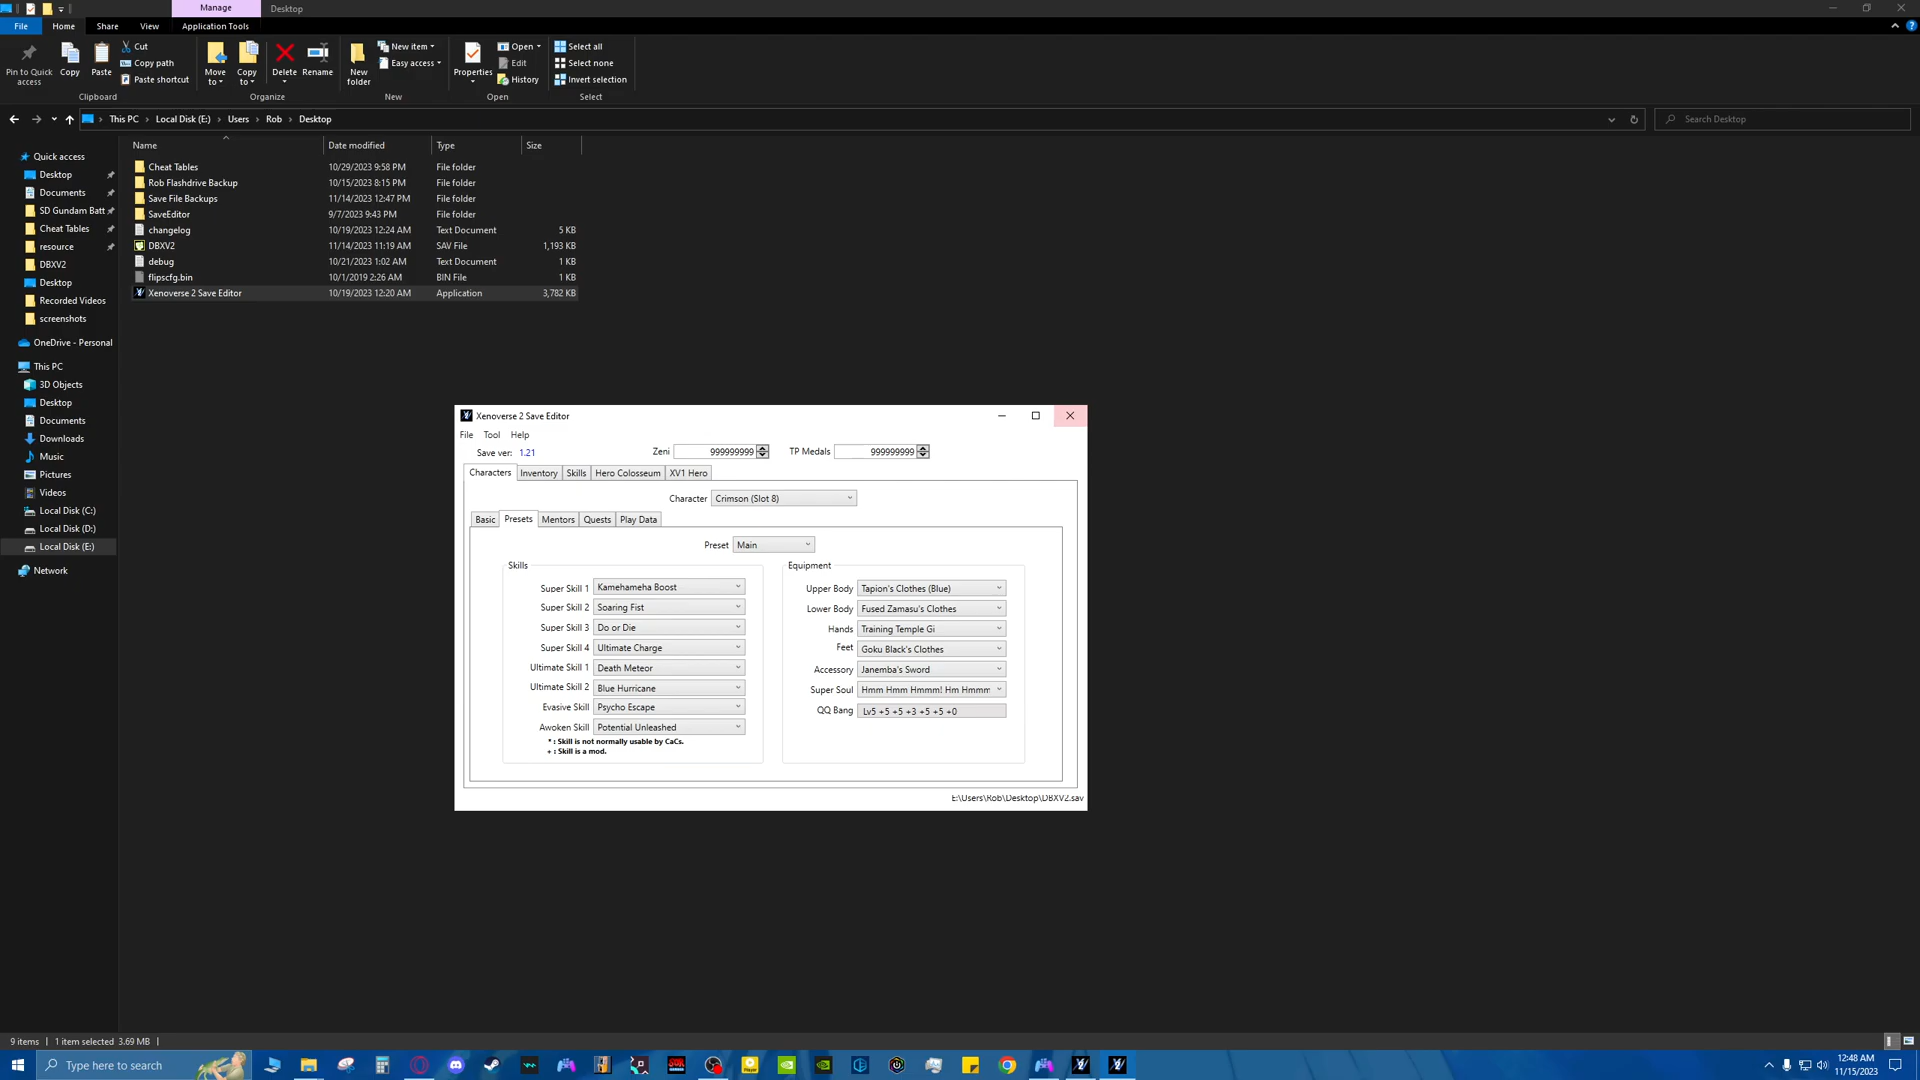 Manage
Desktop
File
Home
Share
View
Application Tools
Pin to Quick access
Copy
Paste
Cut
Copy path
Paste shortcut
Clipboard
Move to
Copy to
Delete
Rename
Organize
New folder
New item
Easy access
New
Properties
Open
Edit
History
Open
Select all
Select none
Invert selection
Select
This PC > Local Disk (E:) > Users > Rob > Desktop
Search Desktop
Name Date modified Type Size
Quick access
Desktop
Documents
SD Gundam Batt
Cheat Tables
resource
DBXV2
Desktop
Recorded Videos
screenshots
OneDrive - Personal
This PC
3D Objects
Desktop
Documents
Downloads
Music
Pictures
Videos
Local Disk (C:)
Local Disk (D:)
Local Disk (E:)
Network
Cheat Tables 10/29/2023 9:58 PM File folder
Rob Flashdrive Backup 10/15/2023 8:15 PM File folder
Save File Backups 11/14/2023 12:47 PM File folder
SaveEditor 9/7/2023 9:43 PM File folder
changelog 10/19/2023 12:24 AM Text Document 5 KB
DBXV2 11/14/2023 11:19 AM SAV File 1,193 KB
debug 10/21/2023 1:02 AM Text Document 1 KB
flipscfg.bin 10/1/2019 2:26 AM BIN File 1 KB
Xenoverse 2 Save Editor 10/19/2023 12:20 AM Application 3,782 KB
Xenoverse 2 Save Editor
File Tool Help
Save ver: 1.21
Zeni 999999999
TP Medals 999999999
Characters Inventory Skills Hero Colosseum XV1 Hero
Character Crimson (Slot 8)
Basic Presets Mentors Quests Play Data
Preset Main
Skills
Super Skill 1 Kamehameha Boost
Super Skill 2 Soaring Fist
Super Skill 3 Do or Die
Super Skill 4 Ultimate Charge
Ultimate Skill 1 Death Meteor
Ultimate Skill 2 Blue Hurricane
Evasive Skill Psycho Escape
Awoken Skill Potential Unleashed
* : Skill is not normally usable by CaCs.
+ : Skill is a mod.
Equipment
Upper Body Tapion's Clothes (Blue)
Lower Body Fused Zamasu's Clothes
Hands Training Temple Gi
Feet Goku Black's Clothes
Accessory Janemba's Sword
Super Soul Hmm Hmm Hmmm! Hm Hmmm
QQ Bang Lv5 +5 +5 +3 +5 +5 +0
E:\Users\Rob\Desktop\DBXV2.sav
9 items 1 item selected 3.69 MB
Type here to search
12:48 AM
11/15/2023